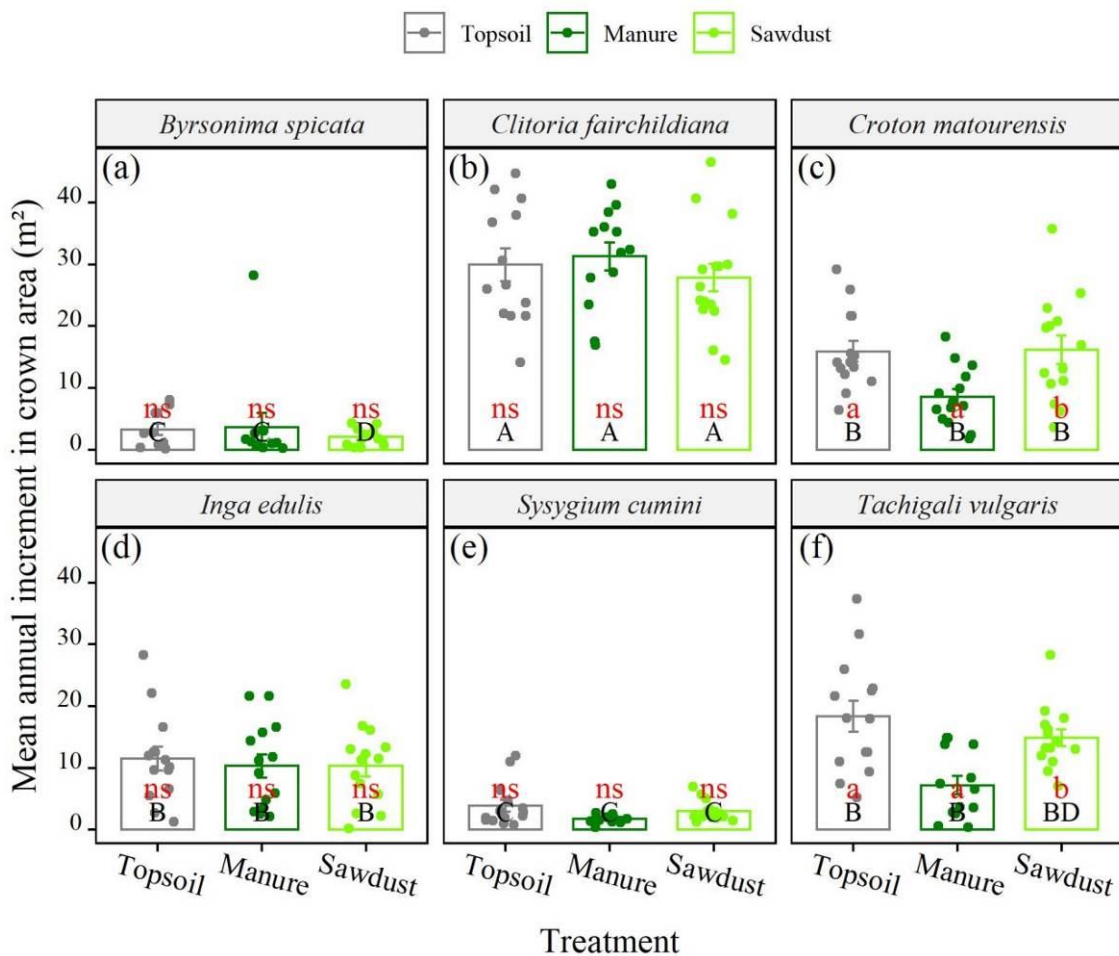 Topsoil Manure Sawdust
Byrsonima spicata Clitoria fairchildiana Croton matourensis
(a) (b) (c)
Mean annual increment in crown area (m²)
40
30
20
10
0
ns ns ns ns ns ns a a b
C C D A A A B B B
Inga edulis Sysygium cumini Tachigali vulgaris
(d) (e) (f)
40
30
20
10
0
ns ns ns ns ns ns a a b
B B B C C C B B BD
Topsoil Manure Sawdust Topsoil Manure Sawdust Topsoil Manure Sawdust
Treatment